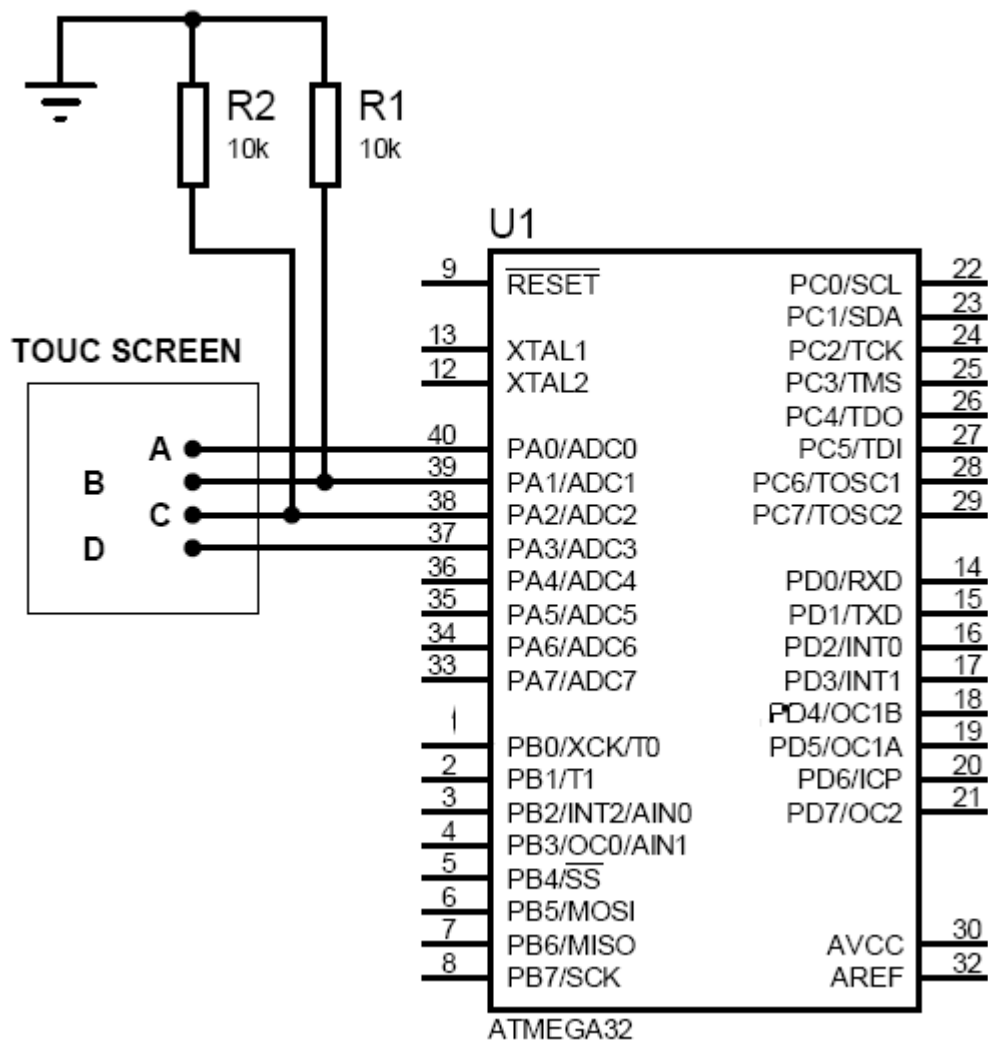 R2
10k
R1
10k
U1
TOUC SCREEN
A
B
C
D
9 RESET
13 XTAL1
12 XTAL2
40 PA0/ADC0
39 PA1/ADC1
38 PA2/ADC2
37 PA3/ADC3
36 PA4/ADC4
35 PA5/ADC5
34 PA6/ADC6
33 PA7/ADC7
1 PB0/XCK/T0
2 PB1/T1
3 PB2/INT2/AIN0
4 PB3/OC0/AIN1
5 PB4/SS
6 PB5/MOSI
7 PB6/MISO
8 PB7/SCK
PC0/SCL 22
PC1/SDA 23
PC2/TCK 24
PC3/TMS 25
PC4/TDO 26
PC5/TDI 27
PC6/TOSC1 28
PC7/TOSC2 29
PD0/RXD 14
PD1/TXD 15
PD2/INT0 16
PD3/INT1 17
PD4/OC1B 18
PD5/OC1A 19
PD6/ICP 20
PD7/OC2 21
AVCC 30
AREF 32
ATMEGA32